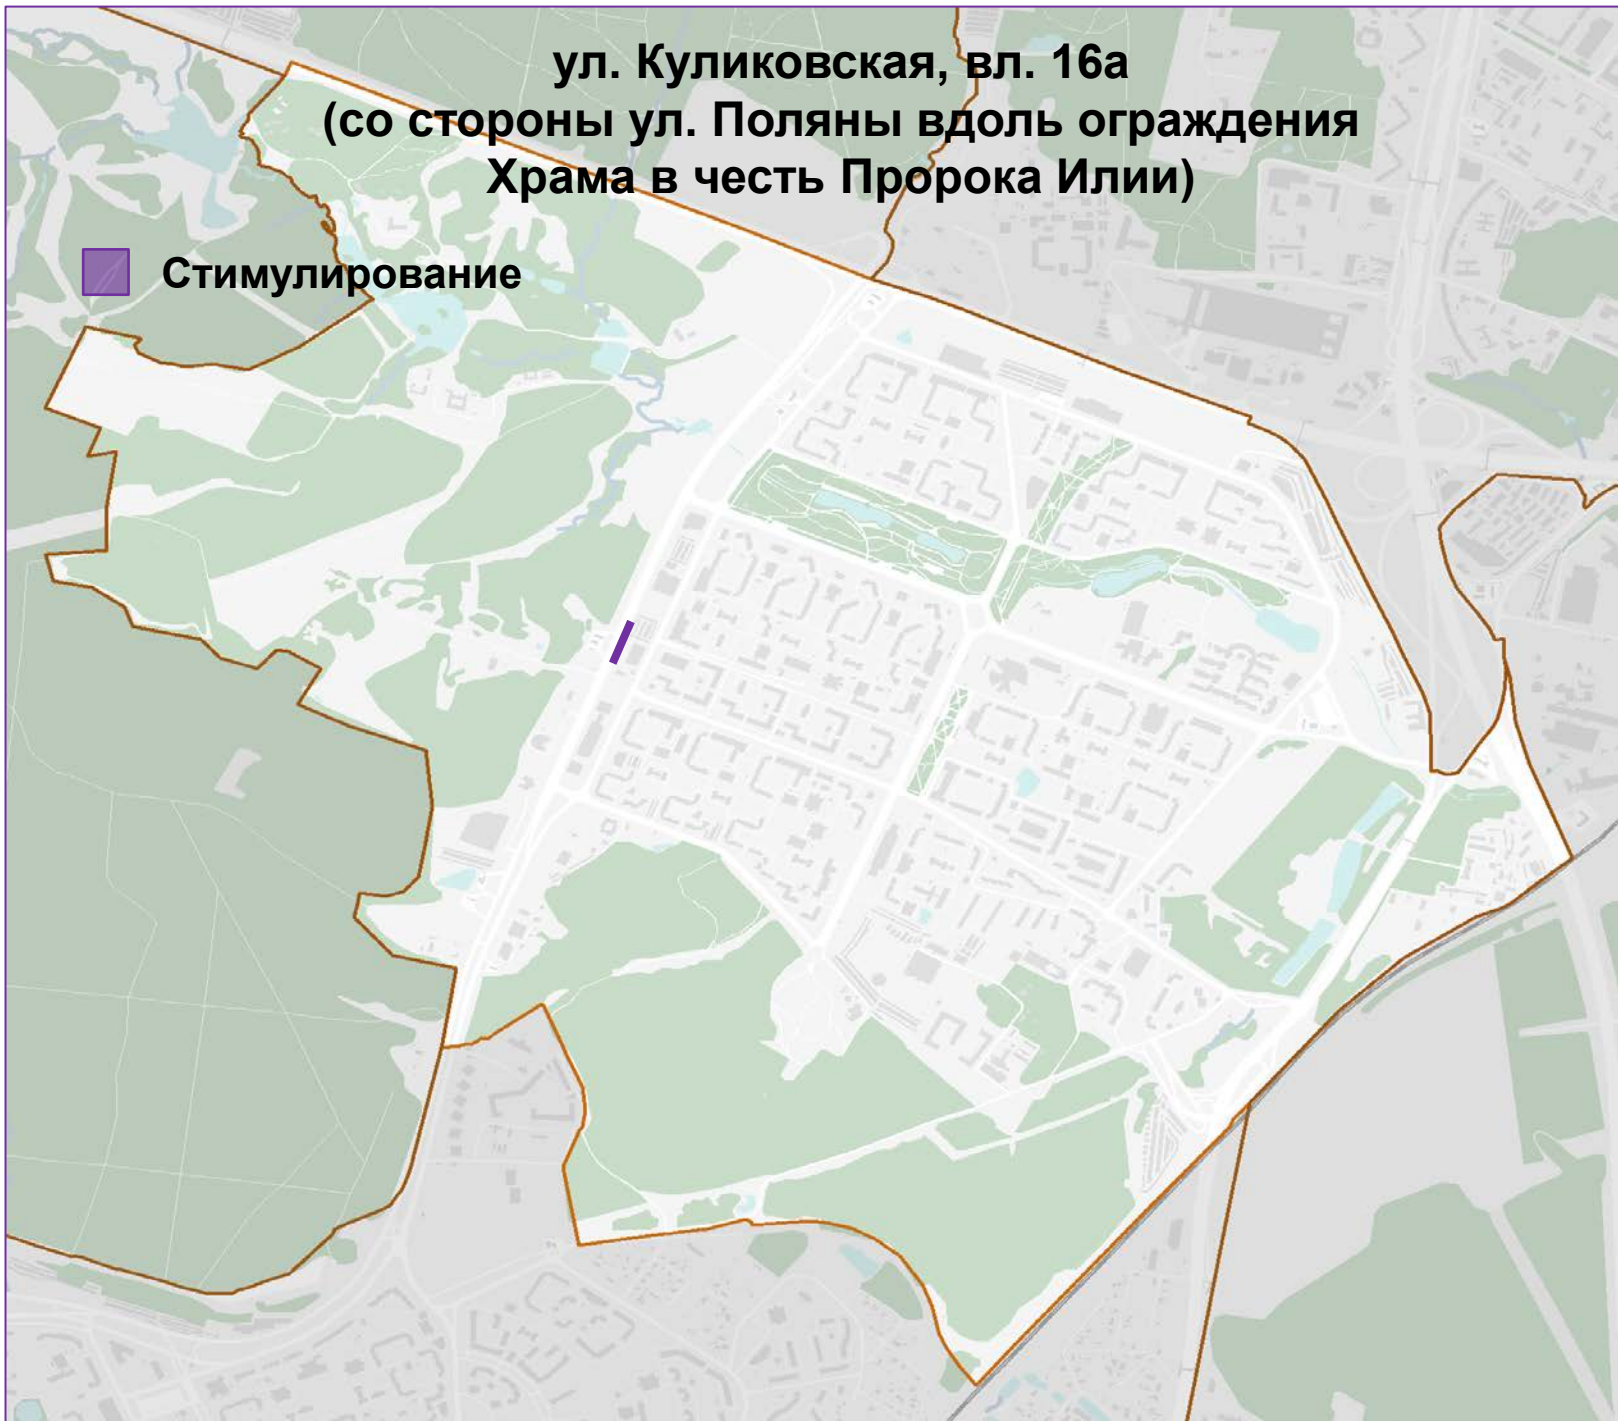 ул. Куликовская, вл. 16а
(со стороны ул. Поляны вдоль ограждения
Храма в честь Пророка Илии)
Стимулирование